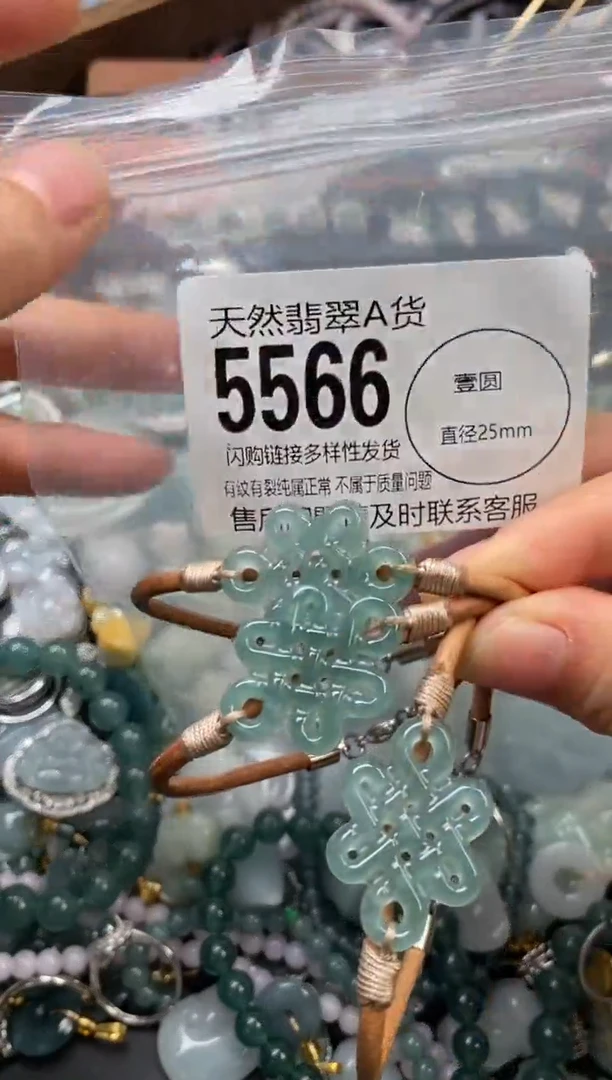 天然翡翠A货
5566
壹圆
直径25mm
闪购链接多样性发货
有纹有裂纯属正常 不属于质量问题
售后 及时联系客服